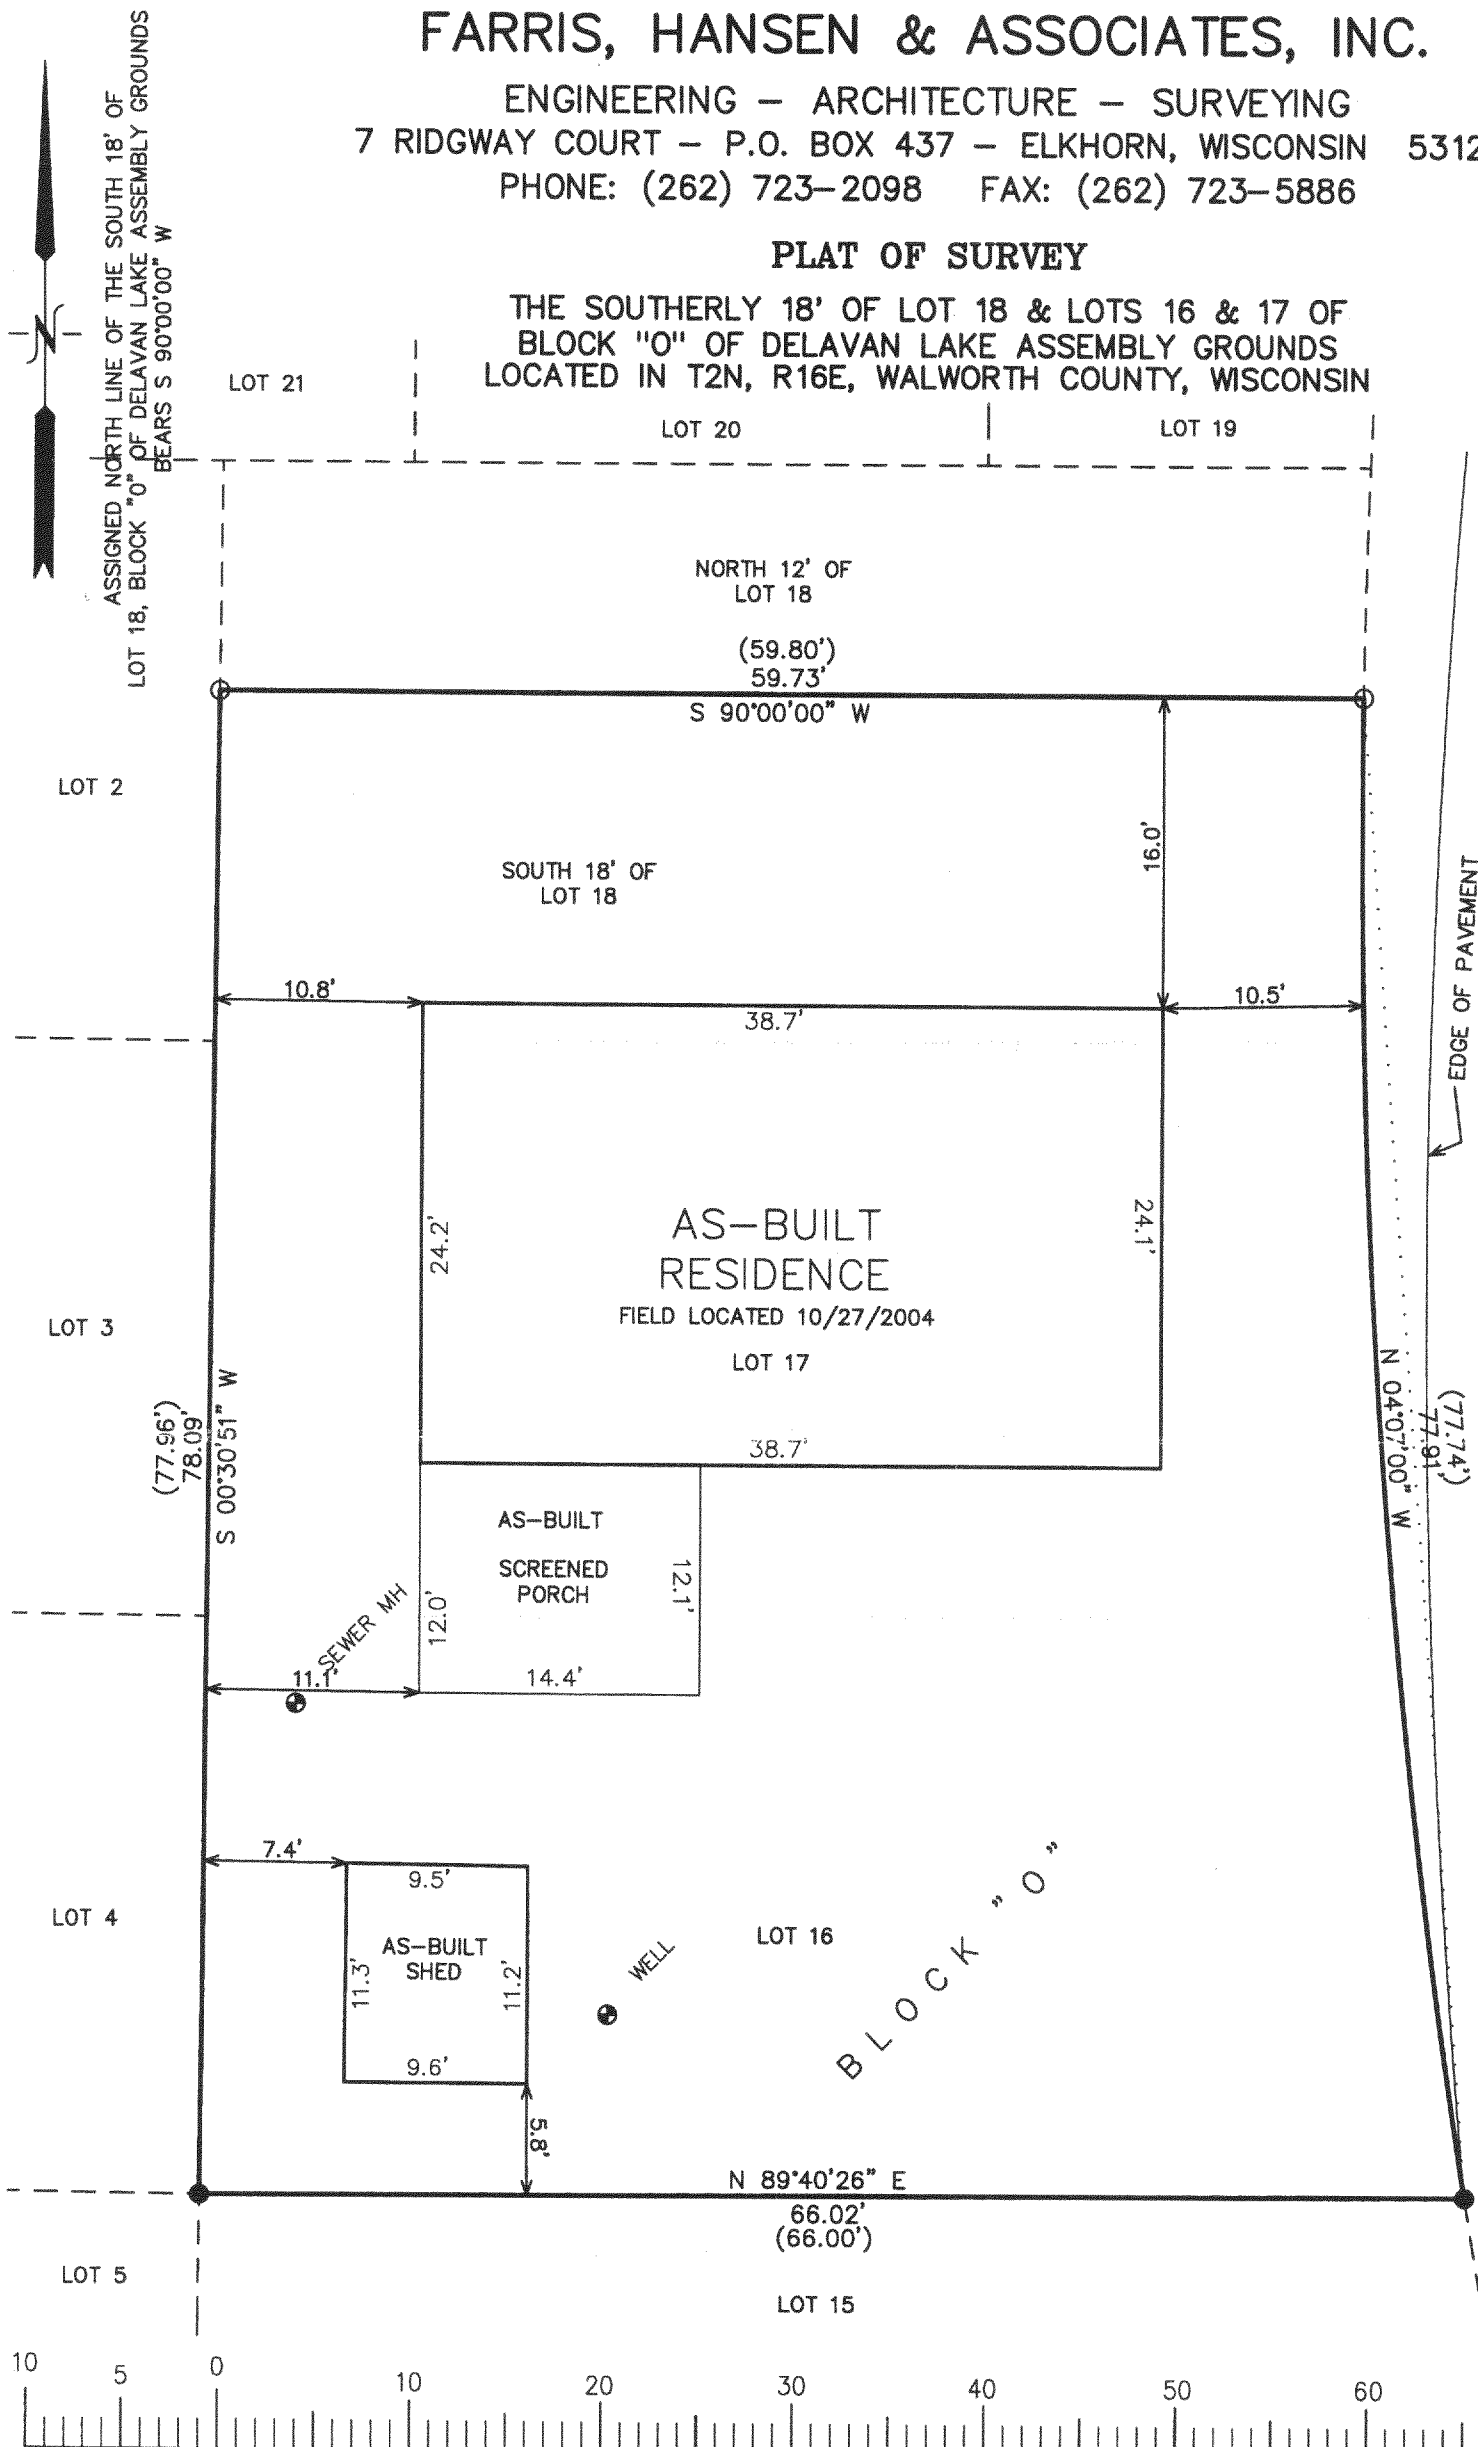 FARRIS, HANSEN & ASSOCIATES, INC.
ENGINEERING – ARCHITECTURE – SURVEYING
7 RIDGWAY COURT – P.O. BOX 437 – ELKHORN, WISCONSIN 5312
PHONE: (262) 723–2098 FAX: (262) 723–5886
PLAT OF SURVEY
THE SOUTHERLY 18' OF LOT 18 & LOTS 16 & 17 OF
BLOCK "O" OF DELAVAN LAKE ASSEMBLY GROUNDS
LOCATED IN T2N, R16E, WALWORTH COUNTY, WISCONSIN
ASSIGNED NORTH LINE OF THE SOUTH 18' OF
LOT 18, BLOCK "O" OF DELAVAN LAKE ASSEMBLY GROUNDS
BEARS S 90°00'00" W
N
LOT 21
LOT 20
LOT 19
NORTH 12' OF
LOT 18
(59.80')
59.73'
S 90°00'00" W
LOT 2
16.0'
SOUTH 18' OF
LOT 18
EDGE OF PAVEMENT
10.8'
38.7'
10.5'
24.2'
AS–BUILT
RESIDENCE
FIELD LOCATED 10/27/2004
LOT 17
24.1'
LOT 3
(77.96')
78.09'
S 00°30'51" W
N 04°07'00" W
77.91'
(77.74')
38.7'
AS–BUILT
SCREENED
PORCH
12.0'
12.1'
SEWER MH
11.1'
14.4'
7.4'
9.5'
LOT 4
AS–BUILT
SHED
11.3'
11.2'
WELL
LOT 16
BLOCK "O"
9.6'
5.8'
N 89°40'26" E
66.02'
(66.00')
LOT 5
LOT 15
10 5 0 10 20 30 40 50 60